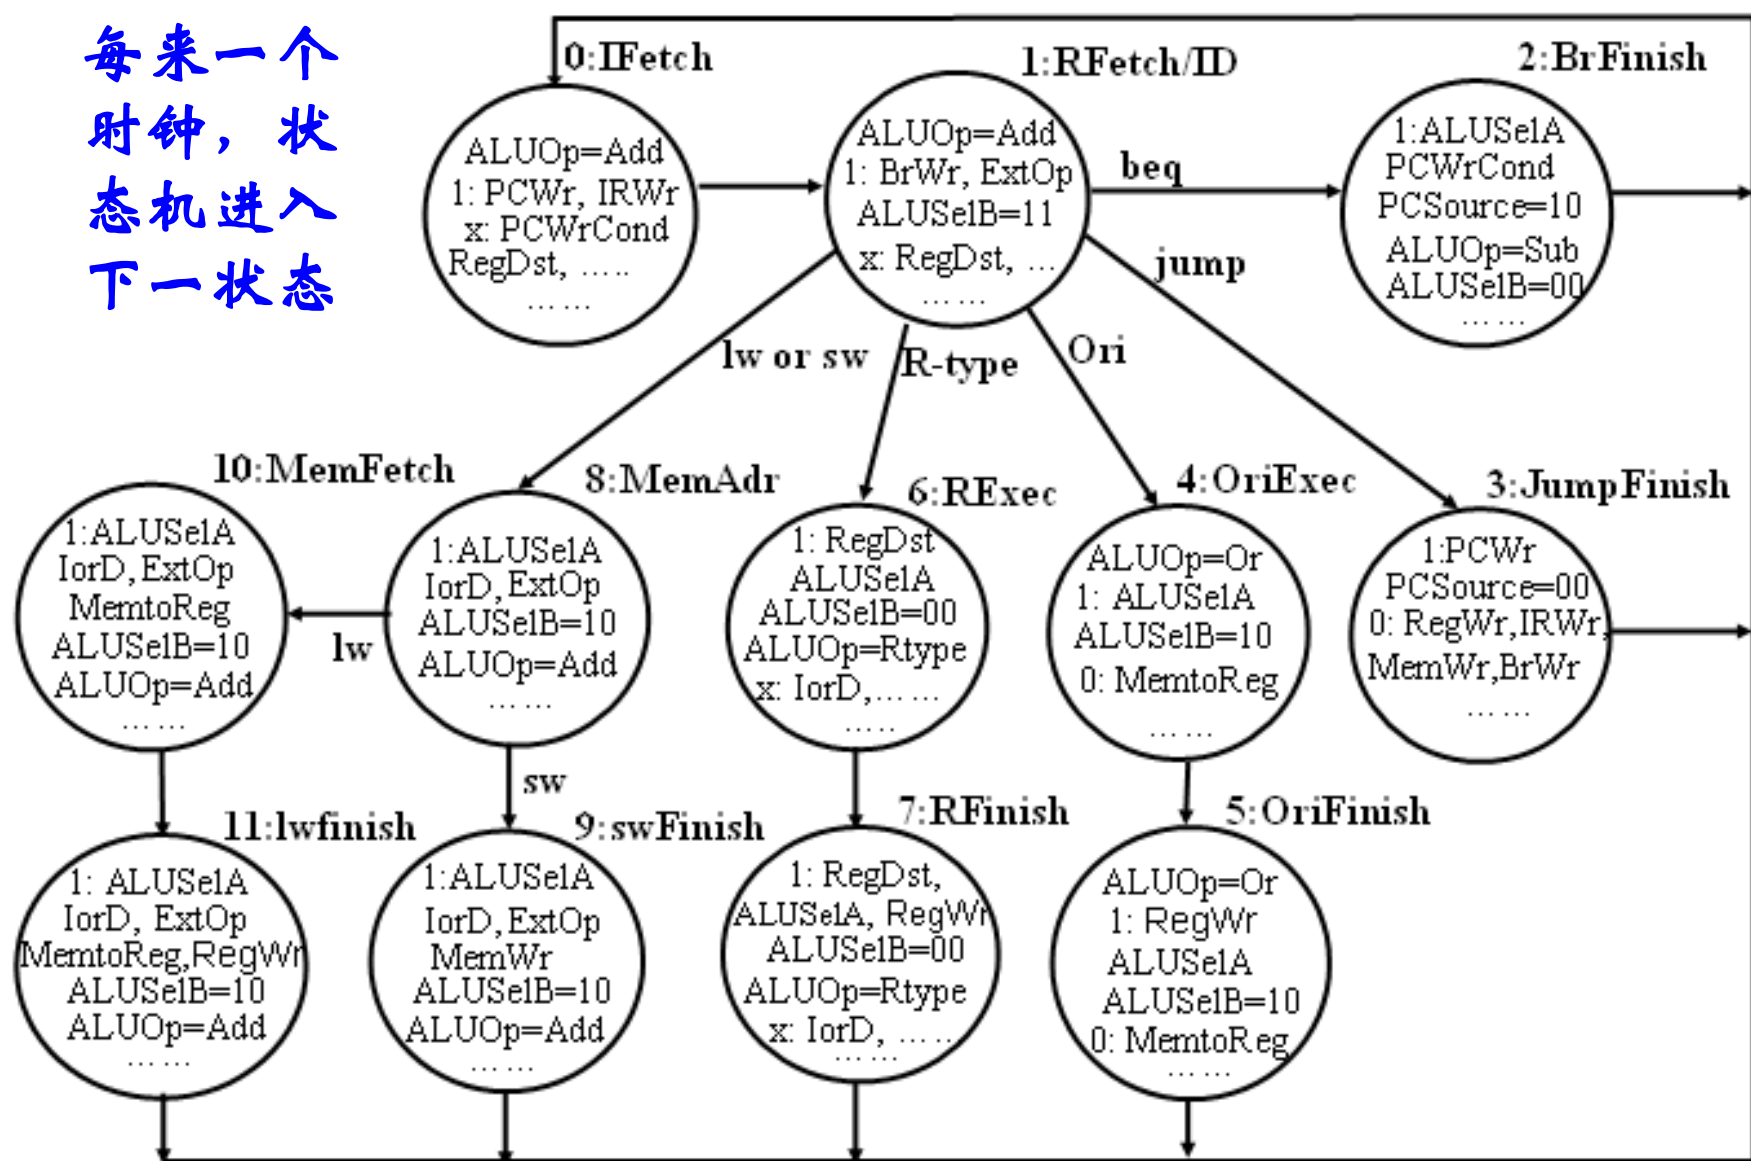 每来一个
时钟，状
态机进入
下一状态
0:IFetch
ALUOp=Add
1: PCWr, IRWr
x: PCWrCond
RegDst, .....
... ...
1:RFetch/ID
ALUOp=Add
1: BrWr, ExtOp
ALUSelB=11
x: RegDst, ...
... ...
beq
2:BrFinish
1:ALUSelA
PCWrCond
PCSource=10
ALUOp=Sub
ALUSelB=00
... ...
jump
lw or sw
R-type
Ori
10:MemFetch
1:ALUSelA
IorD,ExtOp
MemtoReg
ALUSelB=10
ALUOp=Add
... ...
lw
8:MemAdr
1:ALUSelA
IorD,ExtOp
ALUSelB=10
ALUOp=Add
... ...
sw
6:RExec
1: RegDst
ALUSelA
ALUSelB=00
ALUOp=Rtype
x: IorD,... ...
.....
4:OriExec
ALUOp=Or
1: ALUSelA
ALUSelB=10
0: MemtoReg
... ...
3:JumpFinish
1:PCWr
PCSource=00
0: RegWr,IRWr,
MemWr,BrWr
... ...
11:lwfinish
1: ALUSelA
IorD, ExtOp
MemtoReg,RegWr
ALUSelB=10
ALUOp=Add
... ...
9:swFinish
1:ALUSelA
IorD,ExtOp
MemWr
ALUSelB=10
ALUOp=Add
... ...
7:RFinish
1: RegDst,
ALUSelA, RegWr
ALUSelB=00
ALUOp=Rtype
x: IorD, ... ..
... ...
5:OriFinish
ALUOp=Or
1: RegWr
ALUSelA
ALUSelB=10
0: MemtoReg
... ...